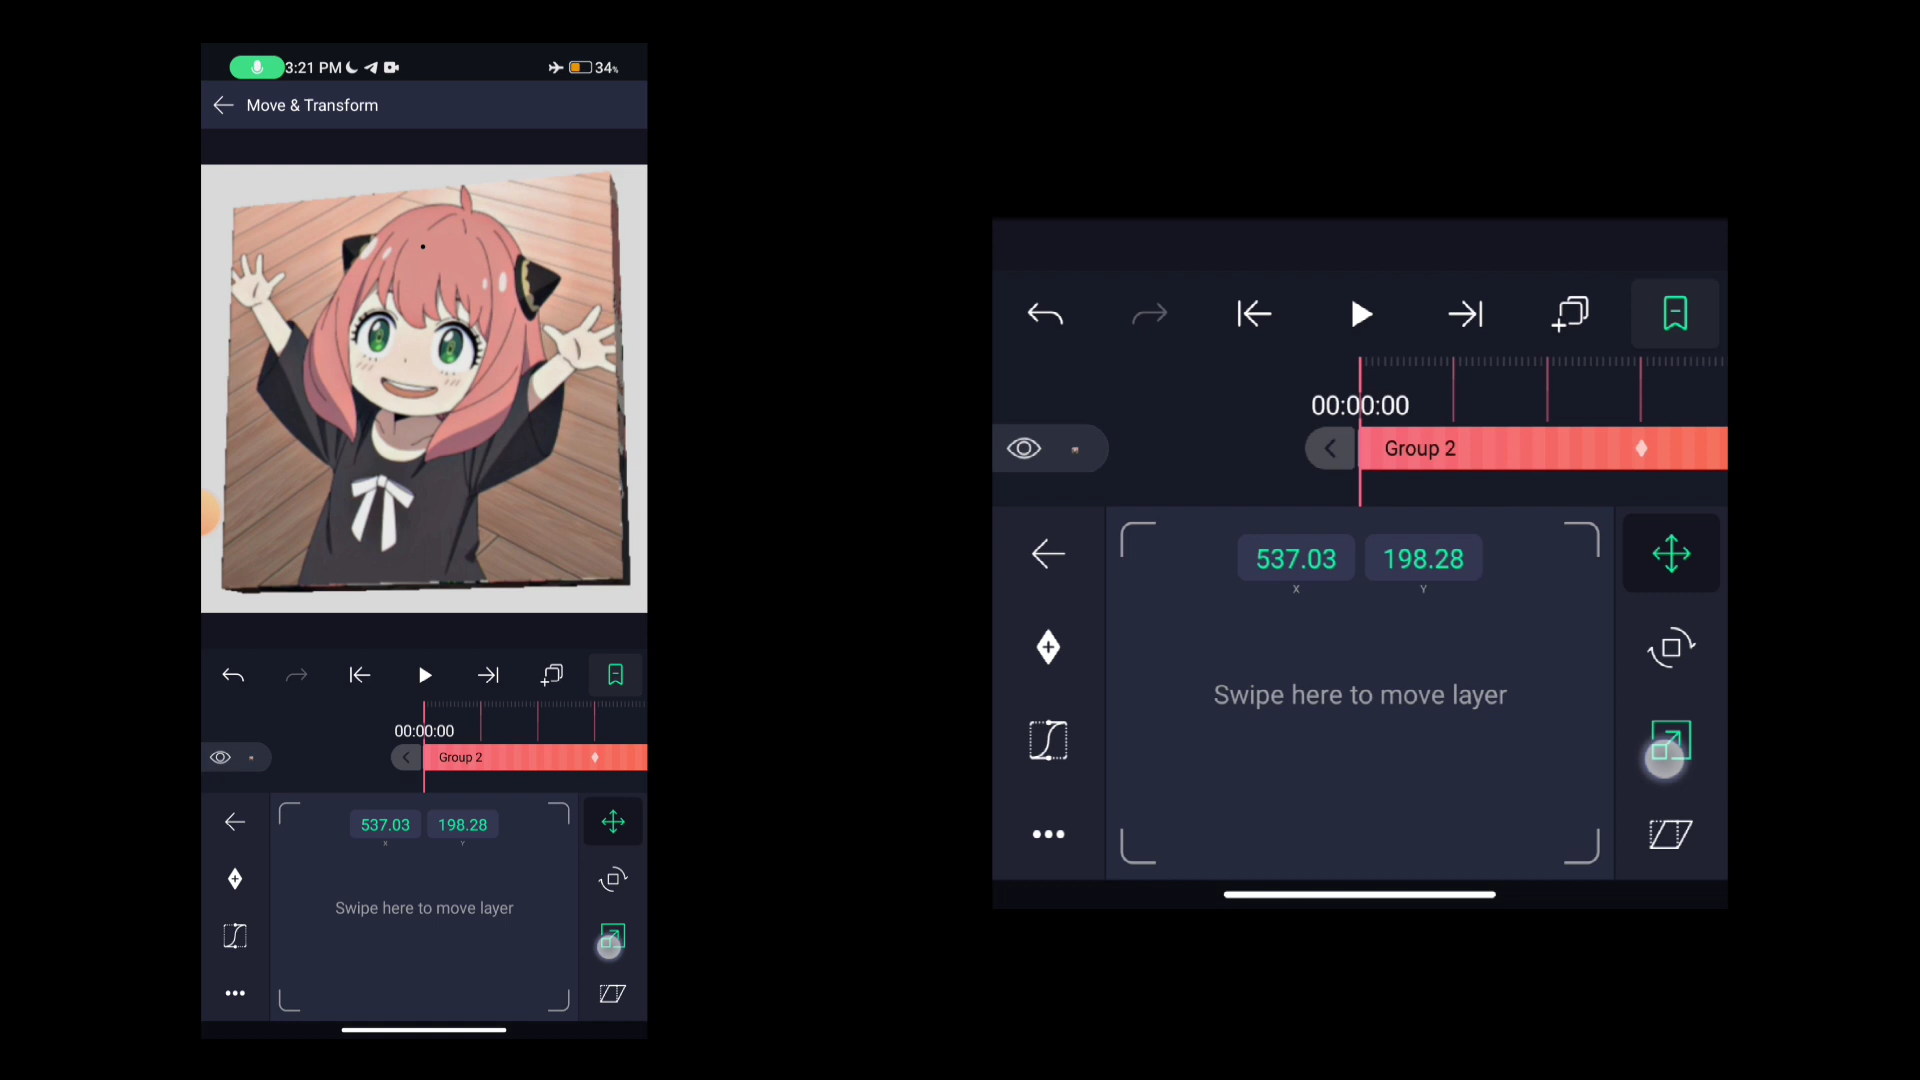 3:21 PM
34%
Move & Transform
00:00:00
Group 2
537.03 198.28
X Y
Swipe here to move layer
00:00:00
Group 2
537.03 198.28
X Y
Swipe here to move layer